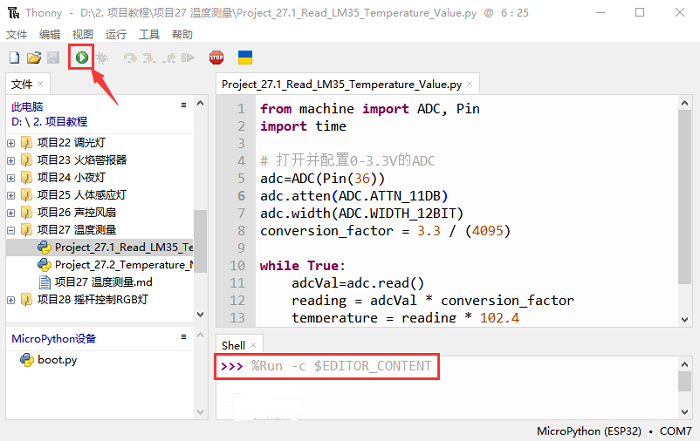 Thonny - D:\2. 项目教程\项目27 温度测量\Project_27.1_Read_LM35_Temperature_Value.py @ 6 : 25
文件 编辑 视图 运行 工具 帮助
STOP
文件
此电脑
D: \ 2. 项目教程
项目22 调光灯
项目23 火焰警报器
项目24 小夜灯
项目25 人体感应灯
项目26 声控风扇
项目27 温度测量
Project_27.1_Read_LM35_Te
Project_27.2_Temperature_N
项目27 温度测量.md
项目28 摇杆控制RGB灯
MicroPython设备
boot.py
Project_27.1_Read_LM35_Temperature_Value.py
1 from machine import ADC, Pin
2 import time
3
4 # 打开并配置0-3.3V的ADC
5 adc=ADC(Pin(36))
6 adc.atten(ADC.ATTN_11DB)
7 adc.width(ADC.WIDTH_12BIT)
8 conversion_factor = 3.3 / (4095)
9
10 while True:
11 adcVal=adc.read()
12 reading = adcVal * conversion_factor
13 temperature = reading * 102.4
Shell
>>> %Run -c $EDITOR_CONTENT
MicroPython (ESP32) • COM7